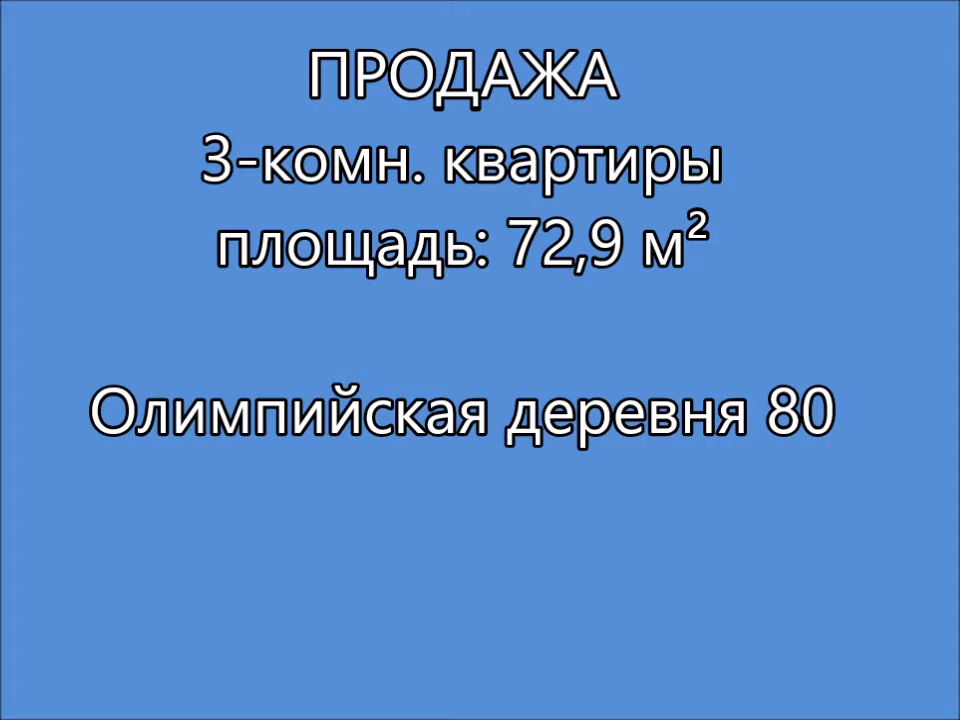 ПРОДАЖА
3-комн. квартиры
площадь: 72,9 м²
Олимпийская деревня 80